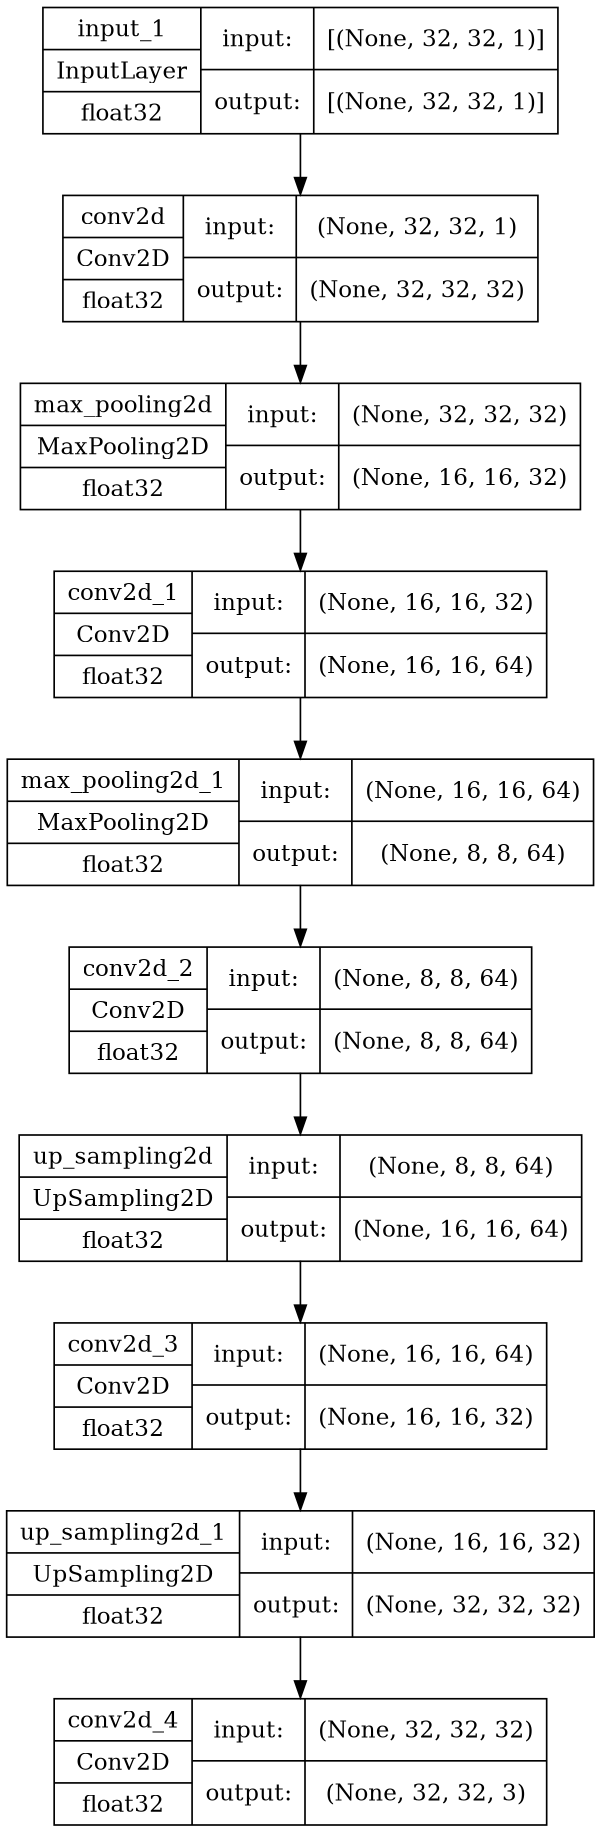 input_1
InputLayer
float32
input:
[(None, 32, 32, 1)]
output:
[(None, 32, 32, 1)]
conv2d
Conv2D
float32
input:
(None, 32, 32, 1)
output:
(None, 32, 32, 32)
max_pooling2d
MaxPooling2D
float32
input:
(None, 32, 32, 32)
output:
(None, 16, 16, 32)
conv2d_1
Conv2D
float32
input:
(None, 16, 16, 32)
output:
(None, 16, 16, 64)
max_pooling2d_1
MaxPooling2D
float32
input:
(None, 16, 16, 64)
output:
(None, 8, 8, 64)
conv2d_2
Conv2D
float32
input:
(None, 8, 8, 64)
output:
(None, 8, 8, 64)
up_sampling2d
UpSampling2D
float32
input:
(None, 8, 8, 64)
output:
(None, 16, 16, 64)
conv2d_3
Conv2D
float32
input:
(None, 16, 16, 64)
output:
(None, 16, 16, 32)
up_sampling2d_1
UpSampling2D
float32
input:
(None, 16, 16, 32)
output:
(None, 32, 32, 32)
conv2d_4
Conv2D
float32
input:
(None, 32, 32, 32)
output:
(None, 32, 32, 3)